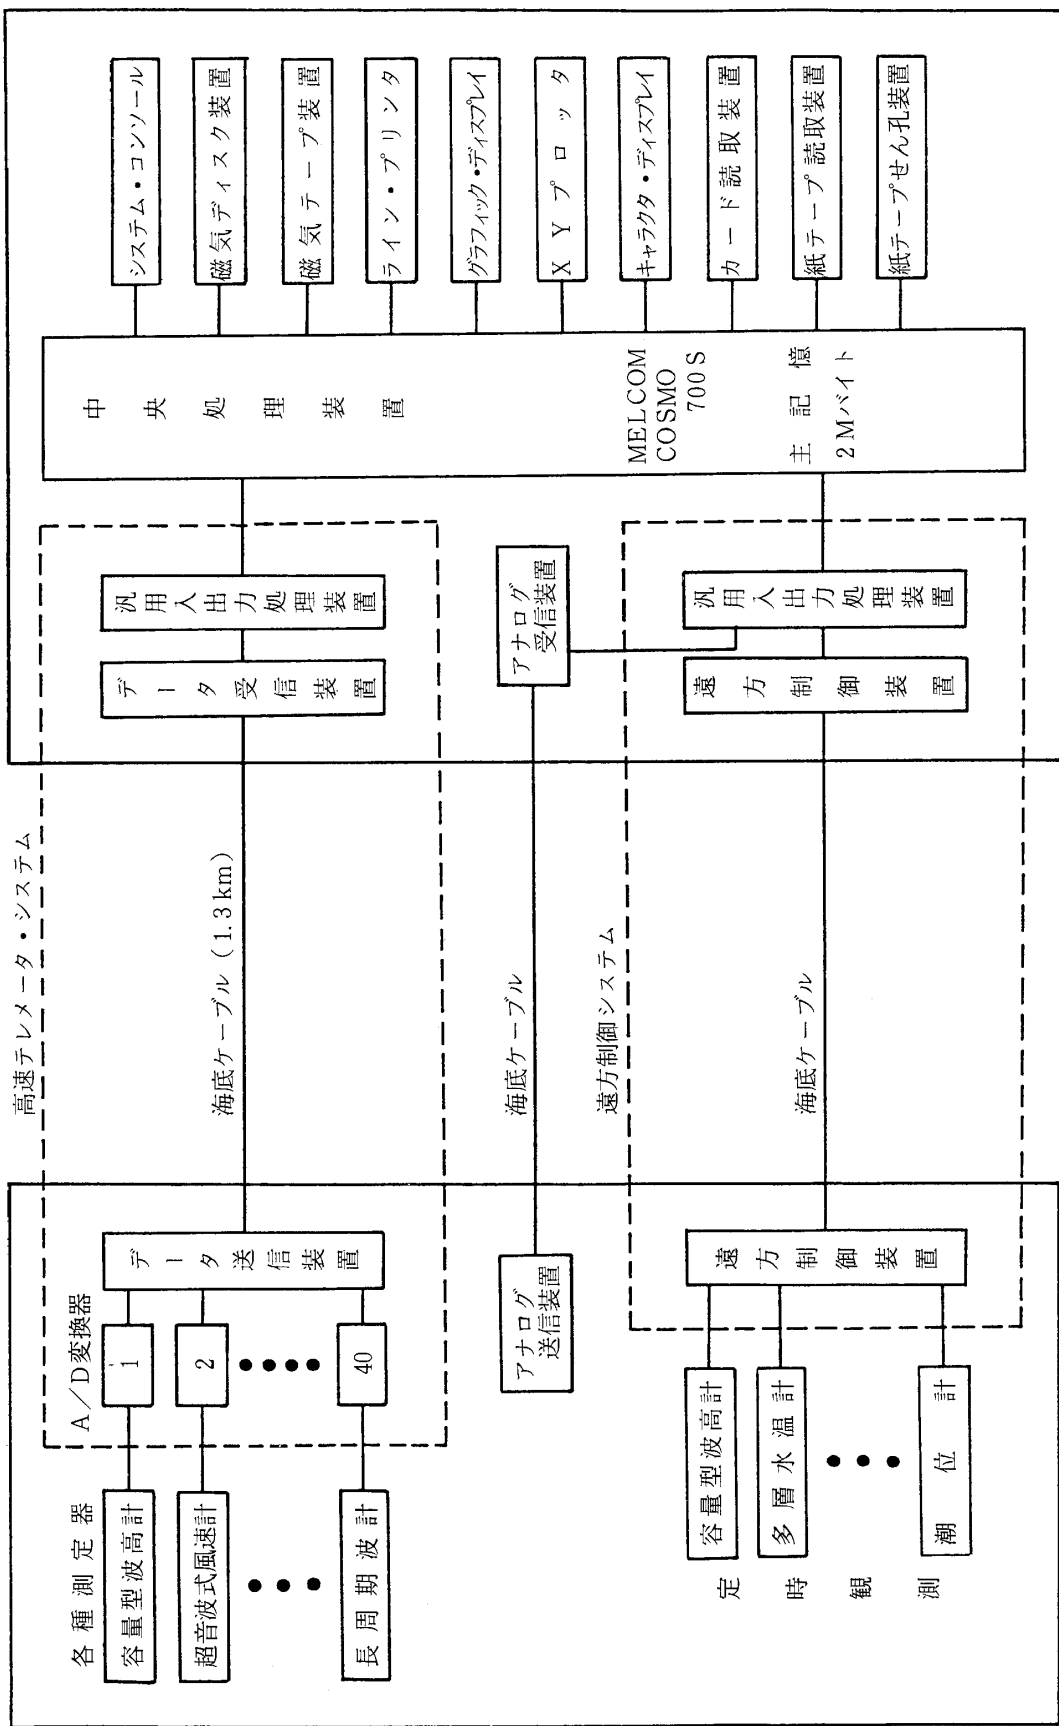 高速テレメータ・システム
各種測定器
A/D変換器
容量型波高計
1
超音波式風速計
2
長周期波計
40
データ送信装置
海底ケーブル(1.3km)
データ受信装置
汎用入出力処理装置
アナログ
送信装置
海底ケーブル
アナログ
受信装置
遠方制御システム
定時観測
容量型波高計
多層水温計
潮位計
遠方制御装置
海底ケーブル
遠方制御装置
汎用入出力処理装置
中央処理装置
MELCOM
COSMO
700S
主記憶
2Mバイト
システム・コンソール
磁気ディスク装置
磁気テープ装置
ライン・プリンタ
グラフィック・ディスプレイ
XYプロッタ
キャラクタ・ディスプレイ
カード読取装置
紙テープ読取装置
紙テープせん孔装置